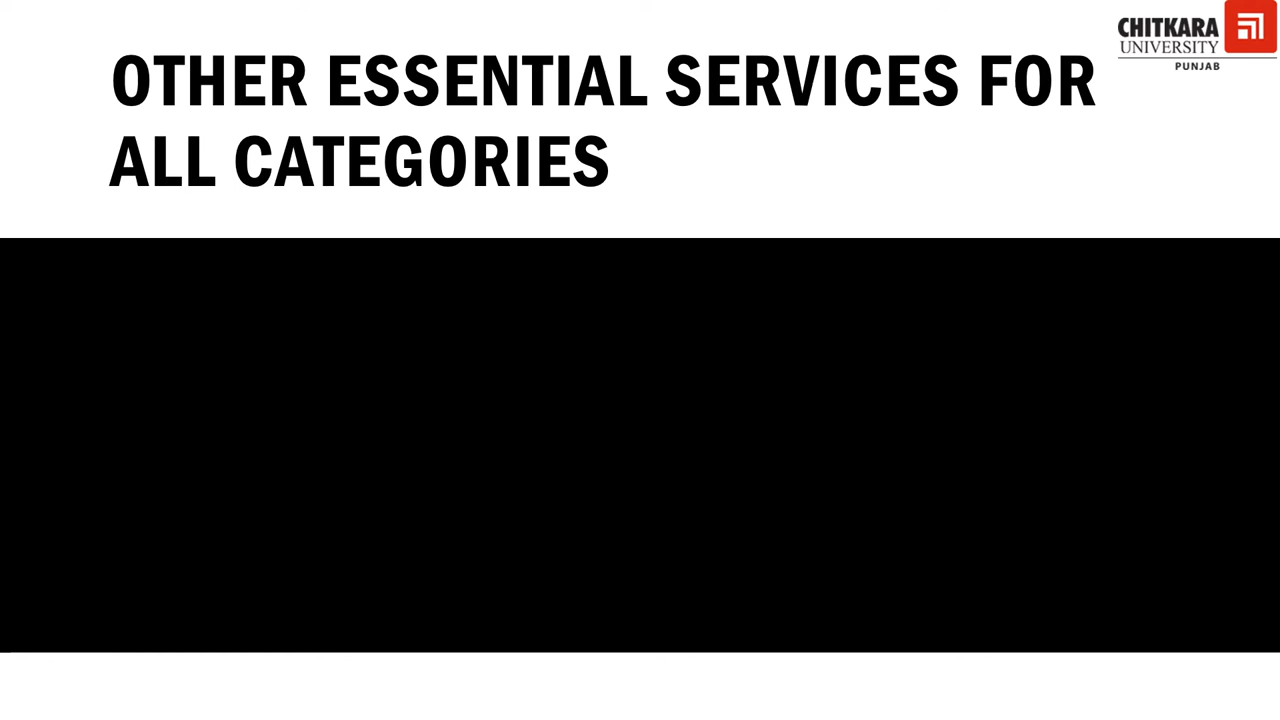 CHITKARA
UNIVERSITY
PUNJAB
OTHER ESSENTIAL SERVICES FOR
ALL CATEGORIES